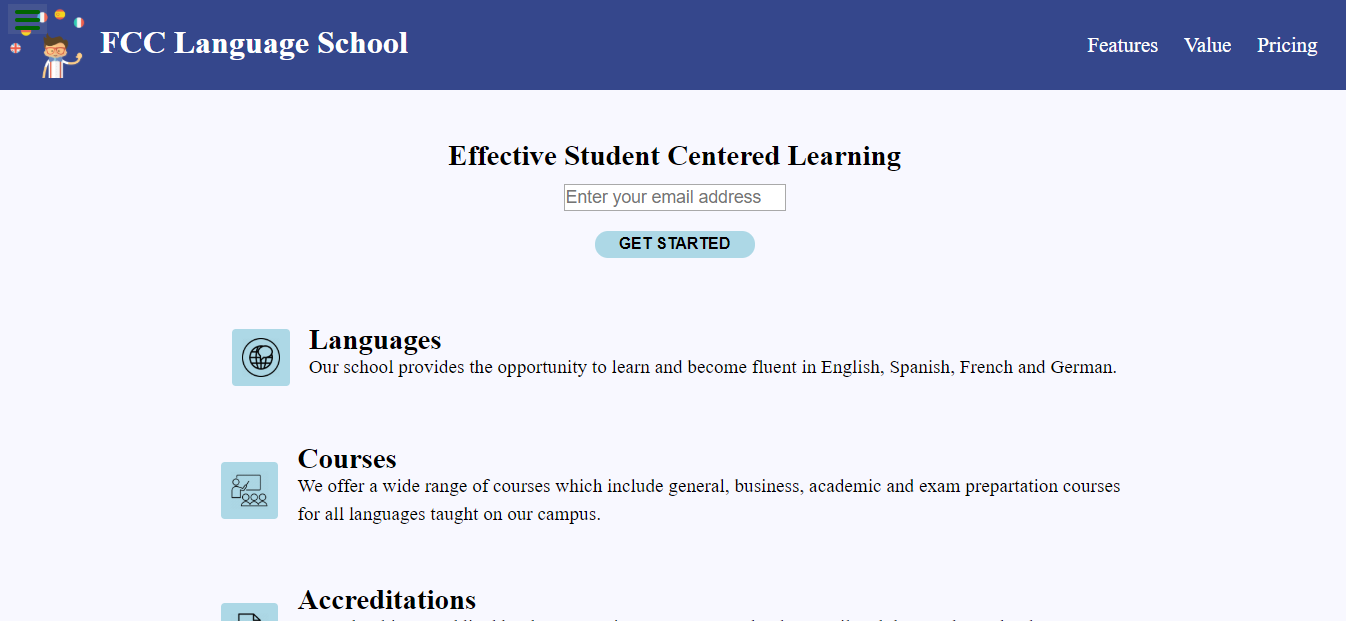 FCC Language School
Features Value Pricing
Effective Student Centered Learning
Enter your email address
GET STARTED
Languages
Our school provides the opportunity to learn and become fluent in English, Spanish, French and German.
Courses
We offer a wide range of courses which include general, business, academic and exam prepartation courses
for all languages taught on our campus.
Accreditations